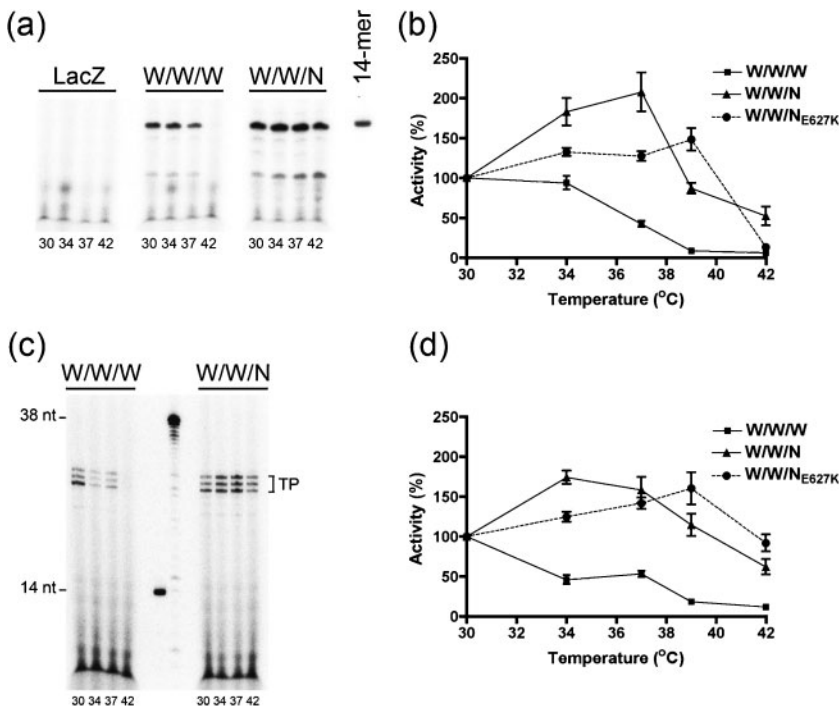 (a)
LacZ W/W/W W/W/N 14-mer
30 34 37 42 30 34 37 42 30 34 37 42
(b)
250
200
150
100
50
0
Activity (%)
30 32 34 36 38 40 42
Temperature (°C)
W/W/W
W/W/N
W/W/N_E627K
(c)
W/W/W W/W/N
38 nt
TP
14 nt
30 34 37 42 30 34 37 42
(d)
250
200
150
100
50
0
Activity (%)
30 32 34 36 38 40 42
Temperature (°C)
W/W/W
W/W/N
W/W/N_E627K